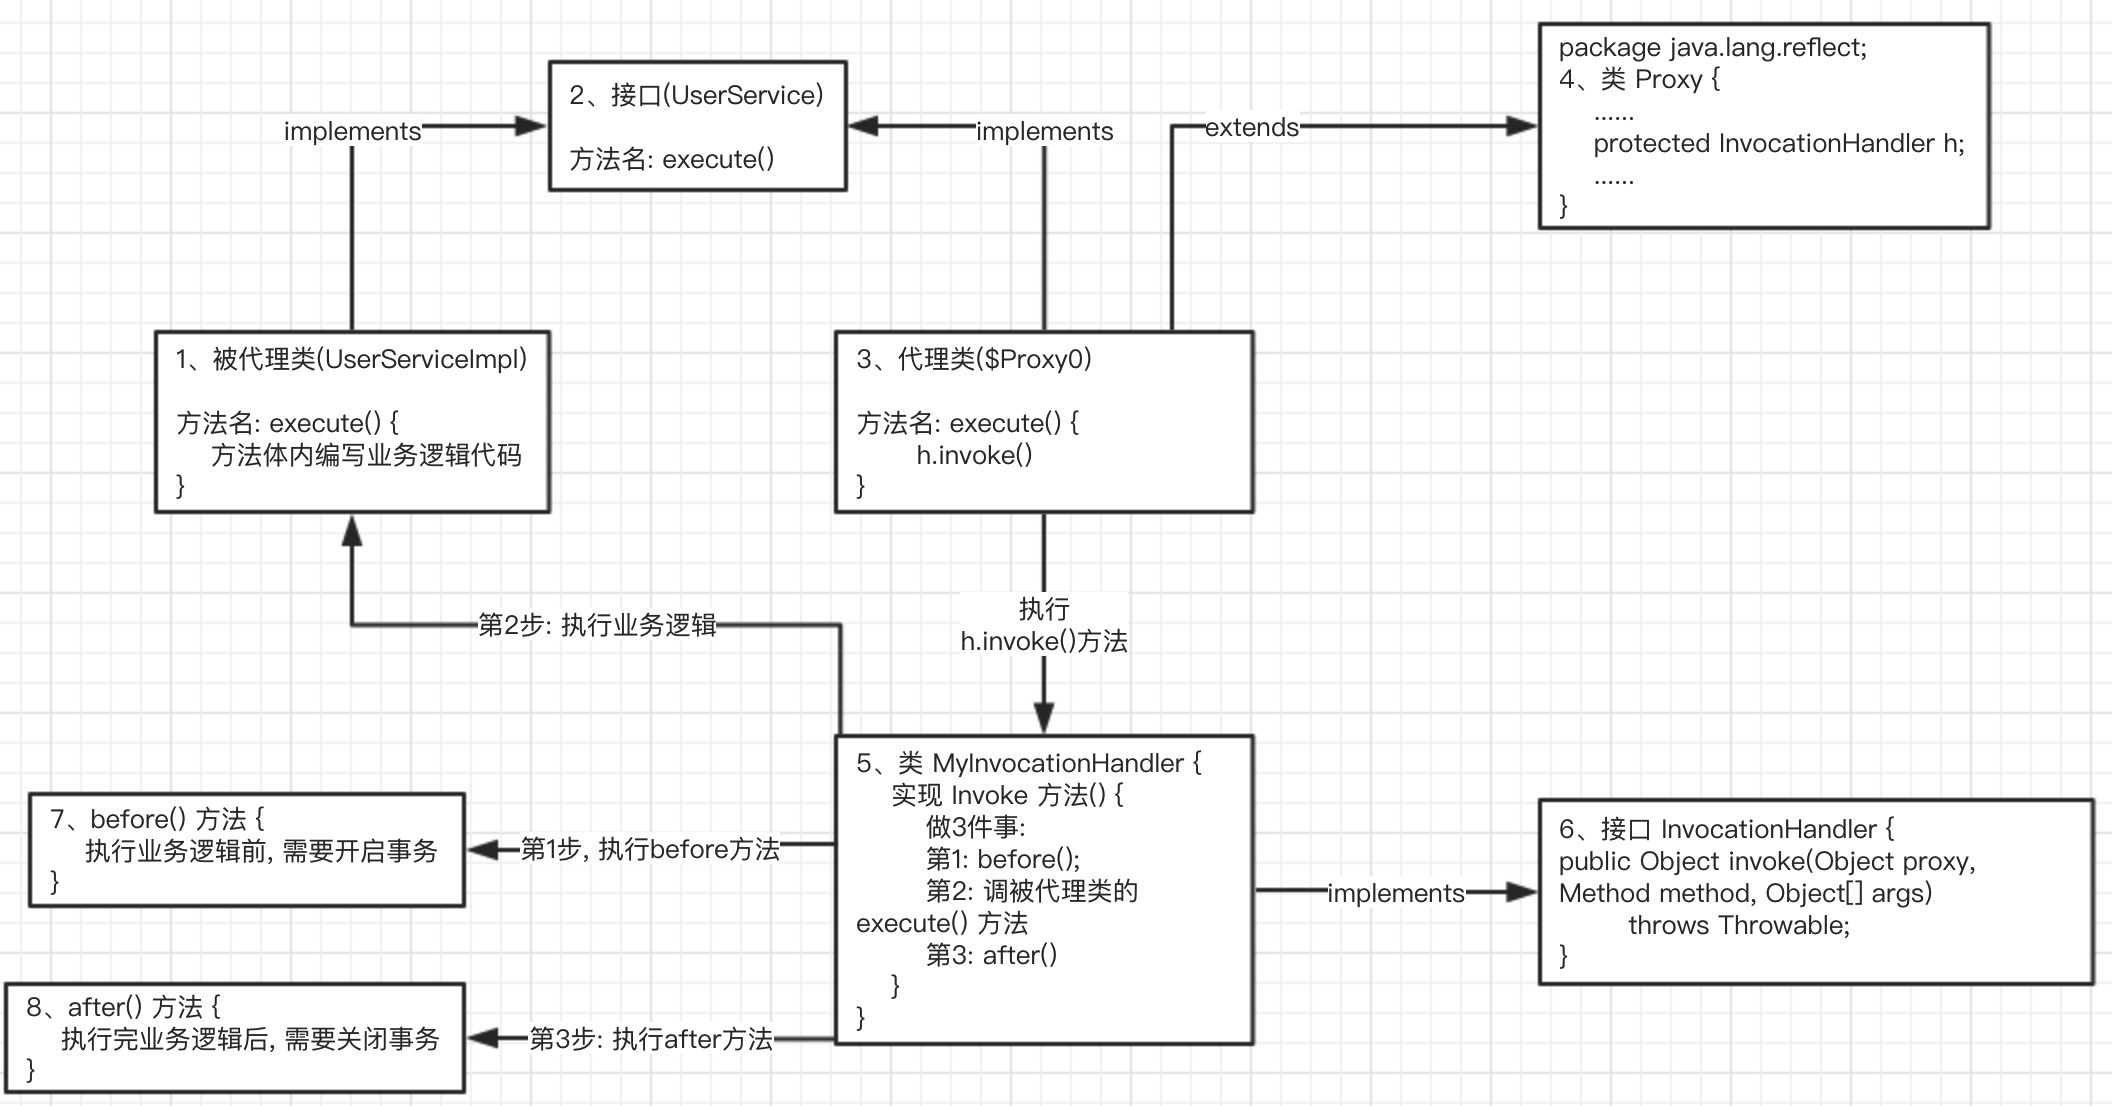 package java.lang.reflect;
4、类 Proxy {
......
protected InvocationHandler h;
......
}
2、接口(UserService)
方法名: execute()
implements
implements
extends
1、被代理类(UserServiceImpl)
方法名: execute() {
方法体内编写业务逻辑代码
}
3、代理类($Proxy0)
方法名: execute() {
h.invoke()
}
第2步: 执行业务逻辑
执行
h.invoke()方法
5、类 MyInvocationHandler {
实现 Invoke 方法() {
做3件事:
第1: before();
第2: 调被代理类的
execute() 方法
第3: after()
}
}
7、before() 方法 {
执行业务逻辑前, 需要开启事务
}
第1步, 执行before方法
implements
6、接口 InvocationHandler {
public Object invoke(Object proxy,
Method method, Object[] args)
throws Throwable;
}
8、after() 方法 {
执行完业务逻辑后, 需要关闭事务
}
第3步: 执行after方法